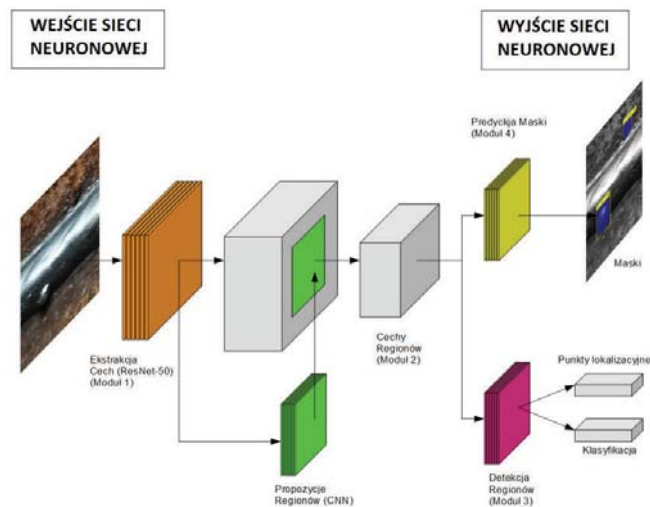 WEJŚCIE SIECI
NEURONOWEJ
WYJŚCIE SIECI
NEURONOWEJ
Predyckja Maski
(Moduł 4)
Maski
Ekstrakcja
Cech (ResNet-50)
(Moduł 1)
Cechy
Regionów
(Moduł 2)
Punkty lokalizacyjne
Klasyfikacja
Propozycje
Regionów (CNN)
Detekcja
Regionów
(Moduł 3)